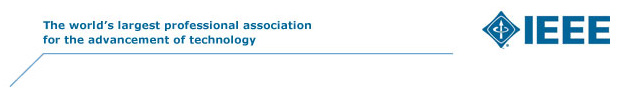 The world's largest professional association
for the advancement of technology
IEEE